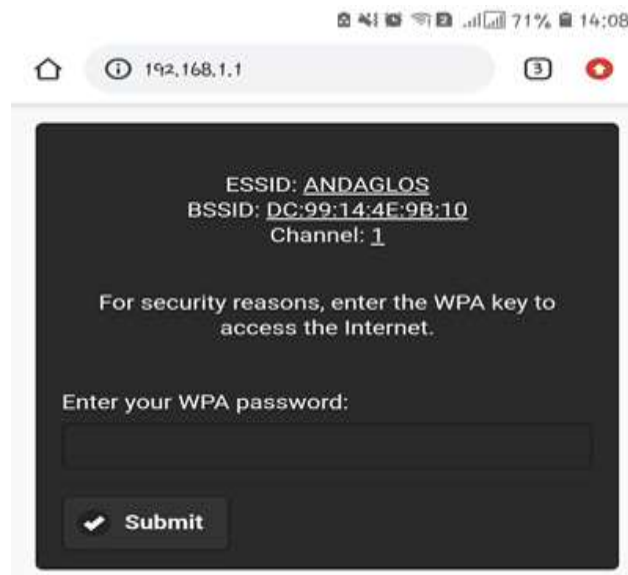 71% 14:08
192.168.1.1 3
ESSID: ANDAGLOS
BSSID: DC:99:14:4E:9B:10
Channel: 1
For security reasons, enter the WPA key to
access the Internet.
Enter your WPA password:
Submit